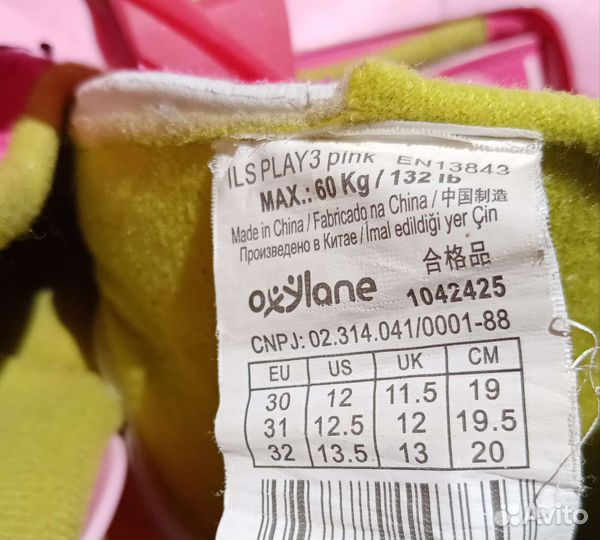 ILS PLAY3 pink EN13843
MAX.: 60 Kg / 132 lb
Made in China / Fabricado na China / 中国制造
Произведено в Китае / İmal edildiği yer Çin
合格品
oxylane 1042425
CNPJ: 02.314.041/0001-88
EU US UK CM
30 12 11.5 19
31 12.5 12 19.5
32 13.5 13 20
Avito